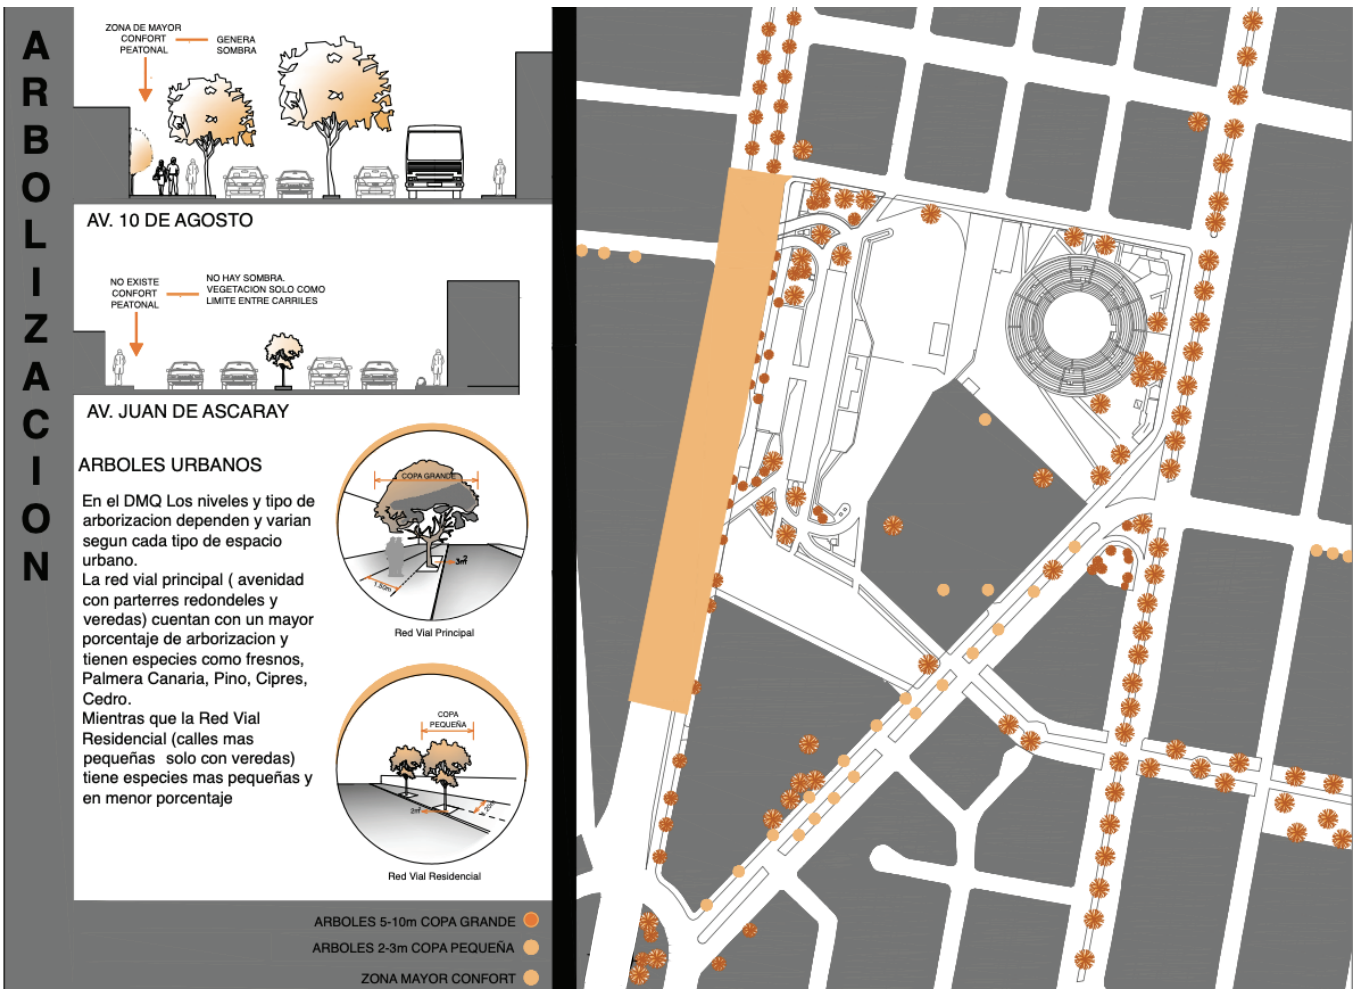 ARBOLIZACION
ZONA DE MAYOR
CONFORT
PEATONAL
GENERA
SOMBRA
AV. 10 DE AGOSTO
NO EXISTE
CONFORT
PEATONAL
NO HAY SOMBRA.
VEGETACION SOLO COMO
LIMITE ENTRE CARRILES
AV. JUAN DE ASCARAY
ARBOLES URBANOS
En el DMQ Los niveles y tipo de
arborizacion dependen y varian
segun cada tipo de espacio
urbano.
La red vial principal ( avenidad
con parterres redondeles y
veredas) cuentan con un mayor
porcentaje de arborizacion y
tienen especies como fresnos,
Palmera Canaria, Pino, Cipres,
Cedro.
Mientras que la Red Vial
Residencial (calles mas
pequeñas solo con veredas)
tiene especies mas pequeñas y
en menor porcentaje
COPA GRANDE
3m²
1.50m
Red Vial Principal
COPA
PEQUEÑA
2m²
Red Vial Residencial
ARBOLES 5-10m COPA GRANDE
ARBOLES 2-3m COPA PEQUEÑA
ZONA MAYOR CONFORT